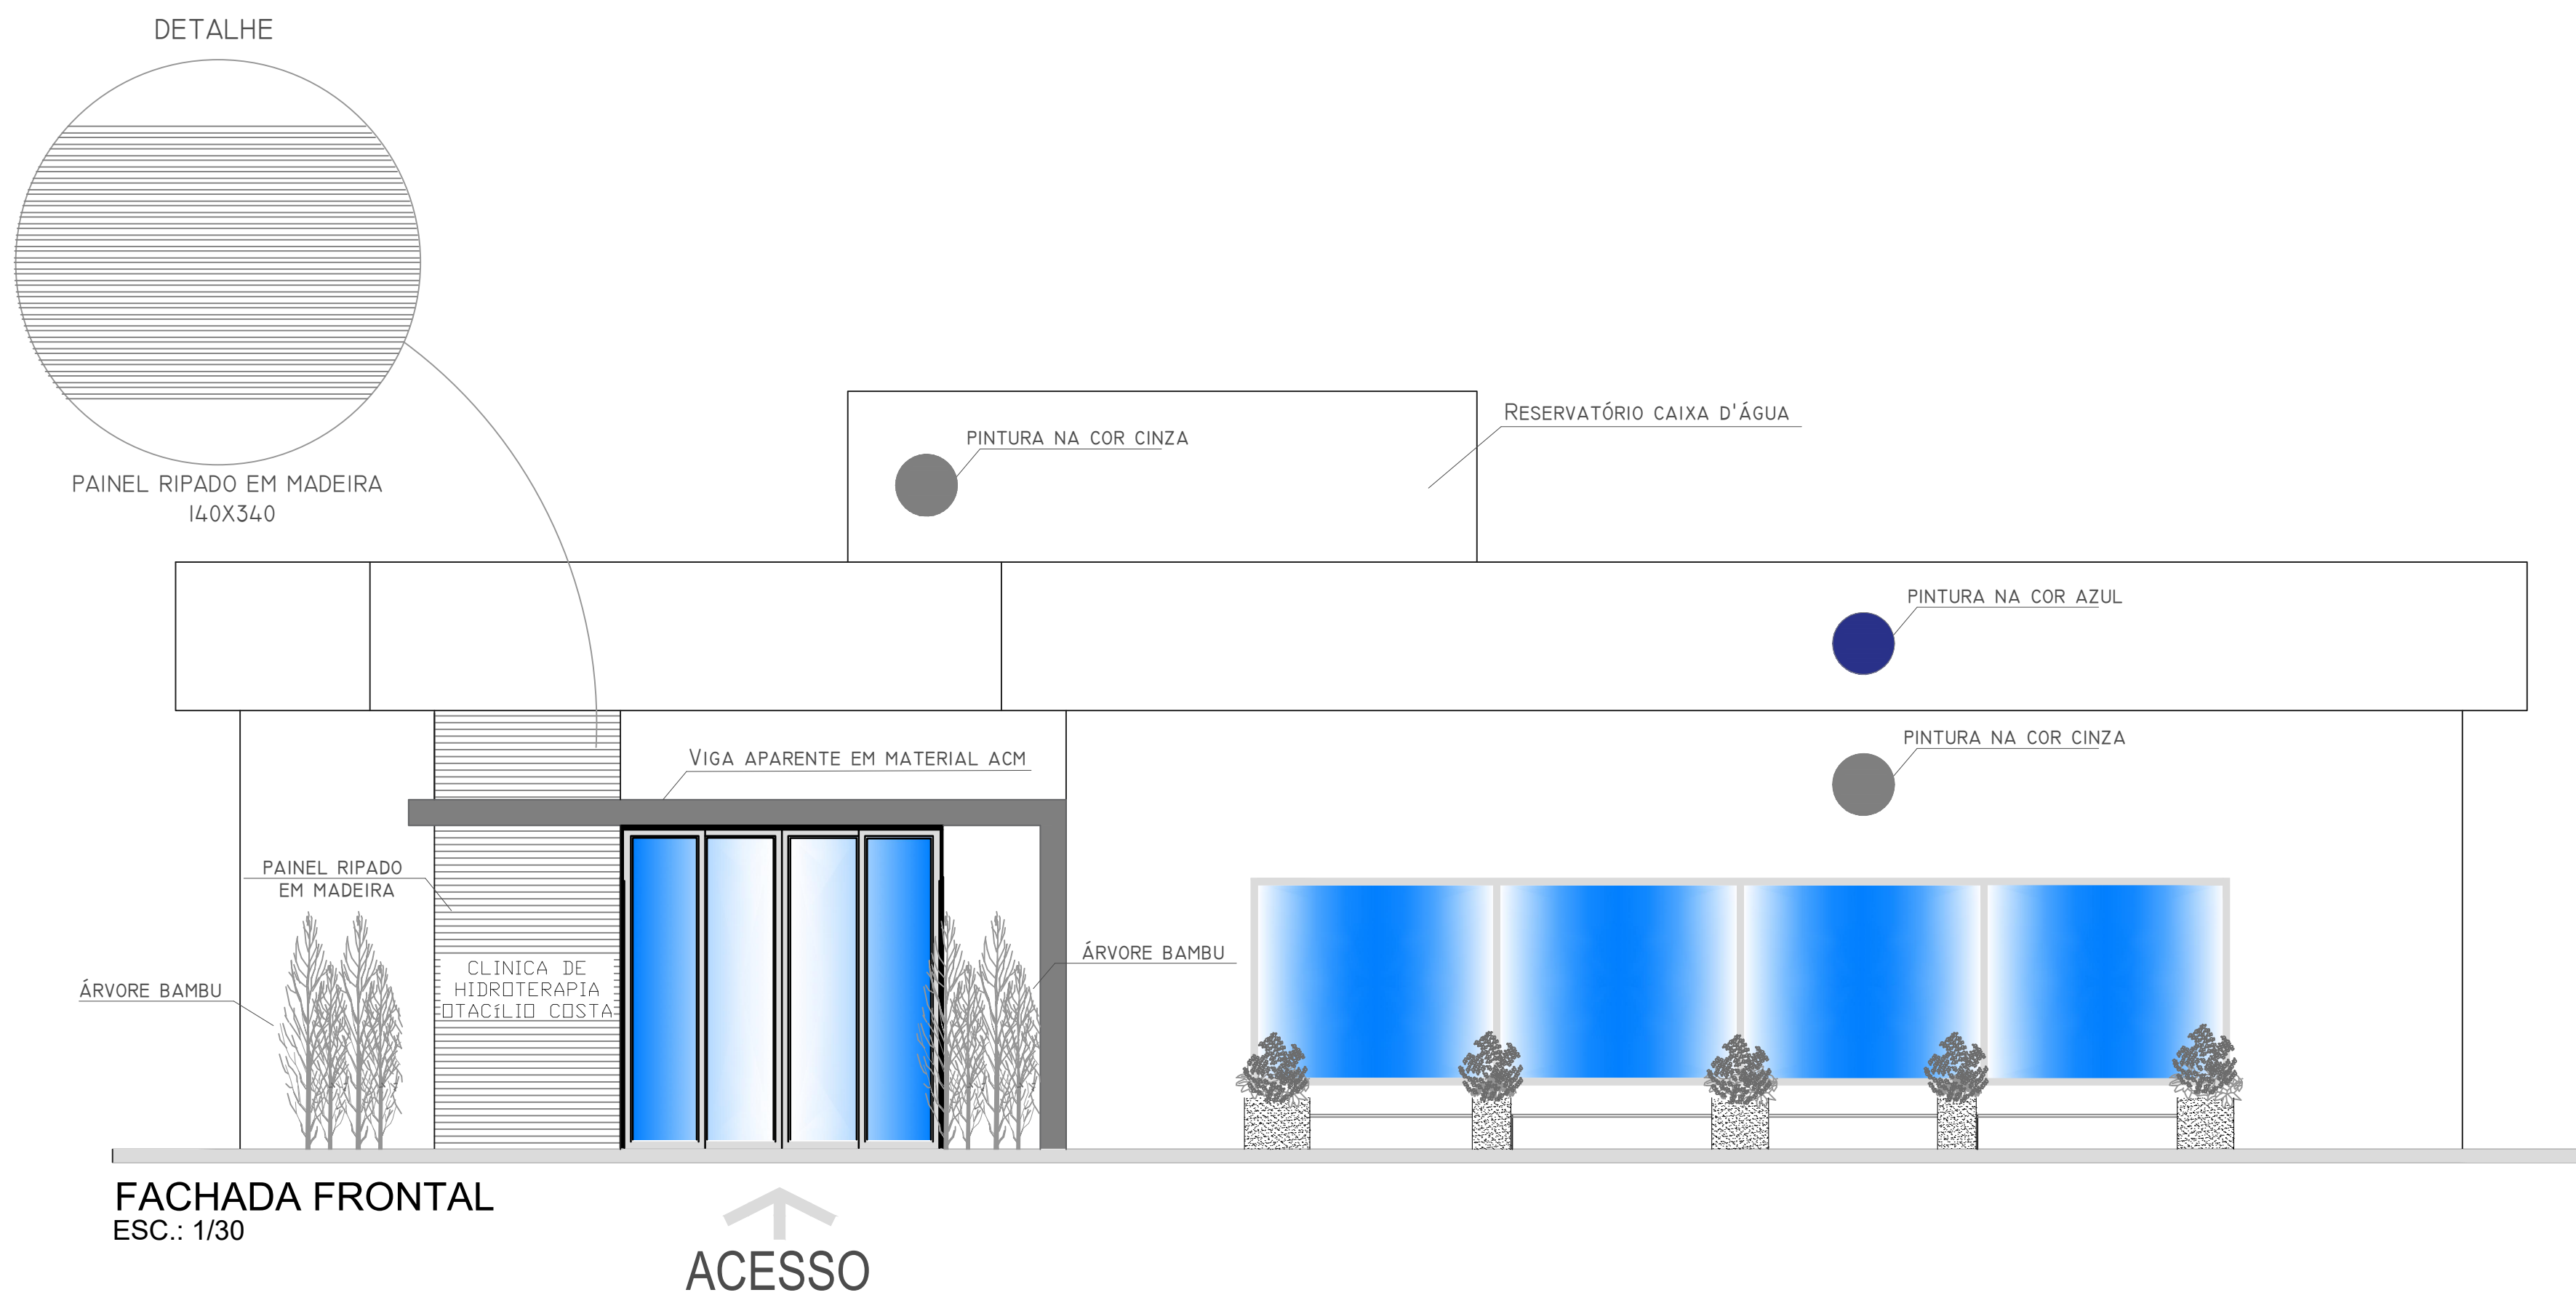 DETALHE
PAINEL RIPADO EM MADEIRA
140X340
RESERVATÓRIO CAIXA D'ÁGUA
PINTURA NA COR CINZA
PINTURA NA COR AZUL
PINTURA NA COR CINZA
VIGA APARENTE EM MATERIAL ACM
PAINEL RIPADO
EM MADEIRA
ÁRVORE BAMBU
CLINICA DE
HIDROTERAPIA
OTACíLIO COSTA
ÁRVORE BAMBU
FACHADA FRONTAL
ESC.: 1/30
ACESSO